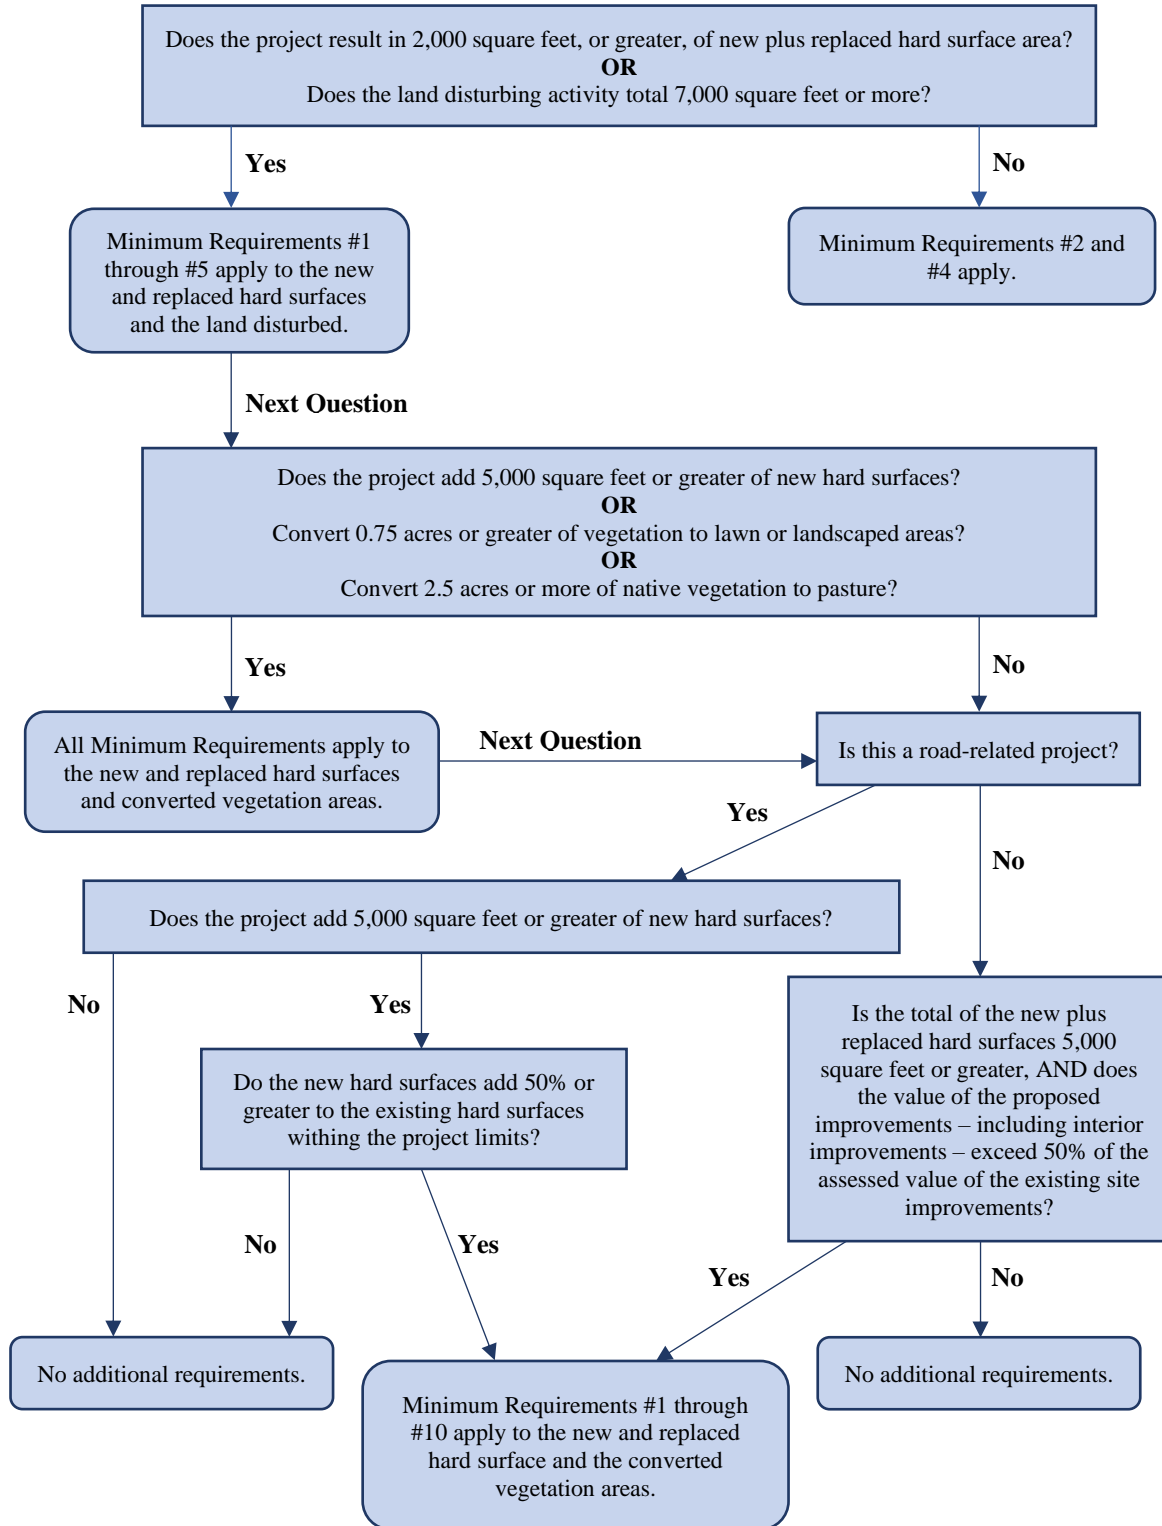 Does the project result in 2,000 square feet, or greater, of new plus replaced hard surface area?
OR
Does the land disturbing activity total 7,000 square feet or more?
Yes
No
Minimum Requirements #1
through #5 apply to the new
and replaced hard surfaces
and the land disturbed.
Minimum Requirements #2 and
#4 apply.
Next Question
Does the project add 5,000 square feet or greater of new hard surfaces?
OR
Convert 0.75 acres or greater of vegetation to lawn or landscaped areas?
OR
Convert 2.5 acres or more of native vegetation to pasture?
Yes
No
All Minimum Requirements apply to
the new and replaced hard surfaces
and converted vegetation areas.
Next Question
Is this a road-related project?
Yes
No
Does the project add 5,000 square feet or greater of new hard surfaces?
No
Yes
Do the new hard surfaces add 50% or
greater to the existing hard surfaces
withing the project limits?
Is the total of the new plus
replaced hard surfaces 5,000
square feet or greater, AND does
the value of the proposed
improvements – including interior
improvements – exceed 50% of the
assessed value of the existing site
improvements?
No
Yes
Yes
No
No additional requirements.
Minimum Requirements #1 through
#10 apply to the new and replaced
hard surface and the converted
vegetation areas.
No additional requirements.